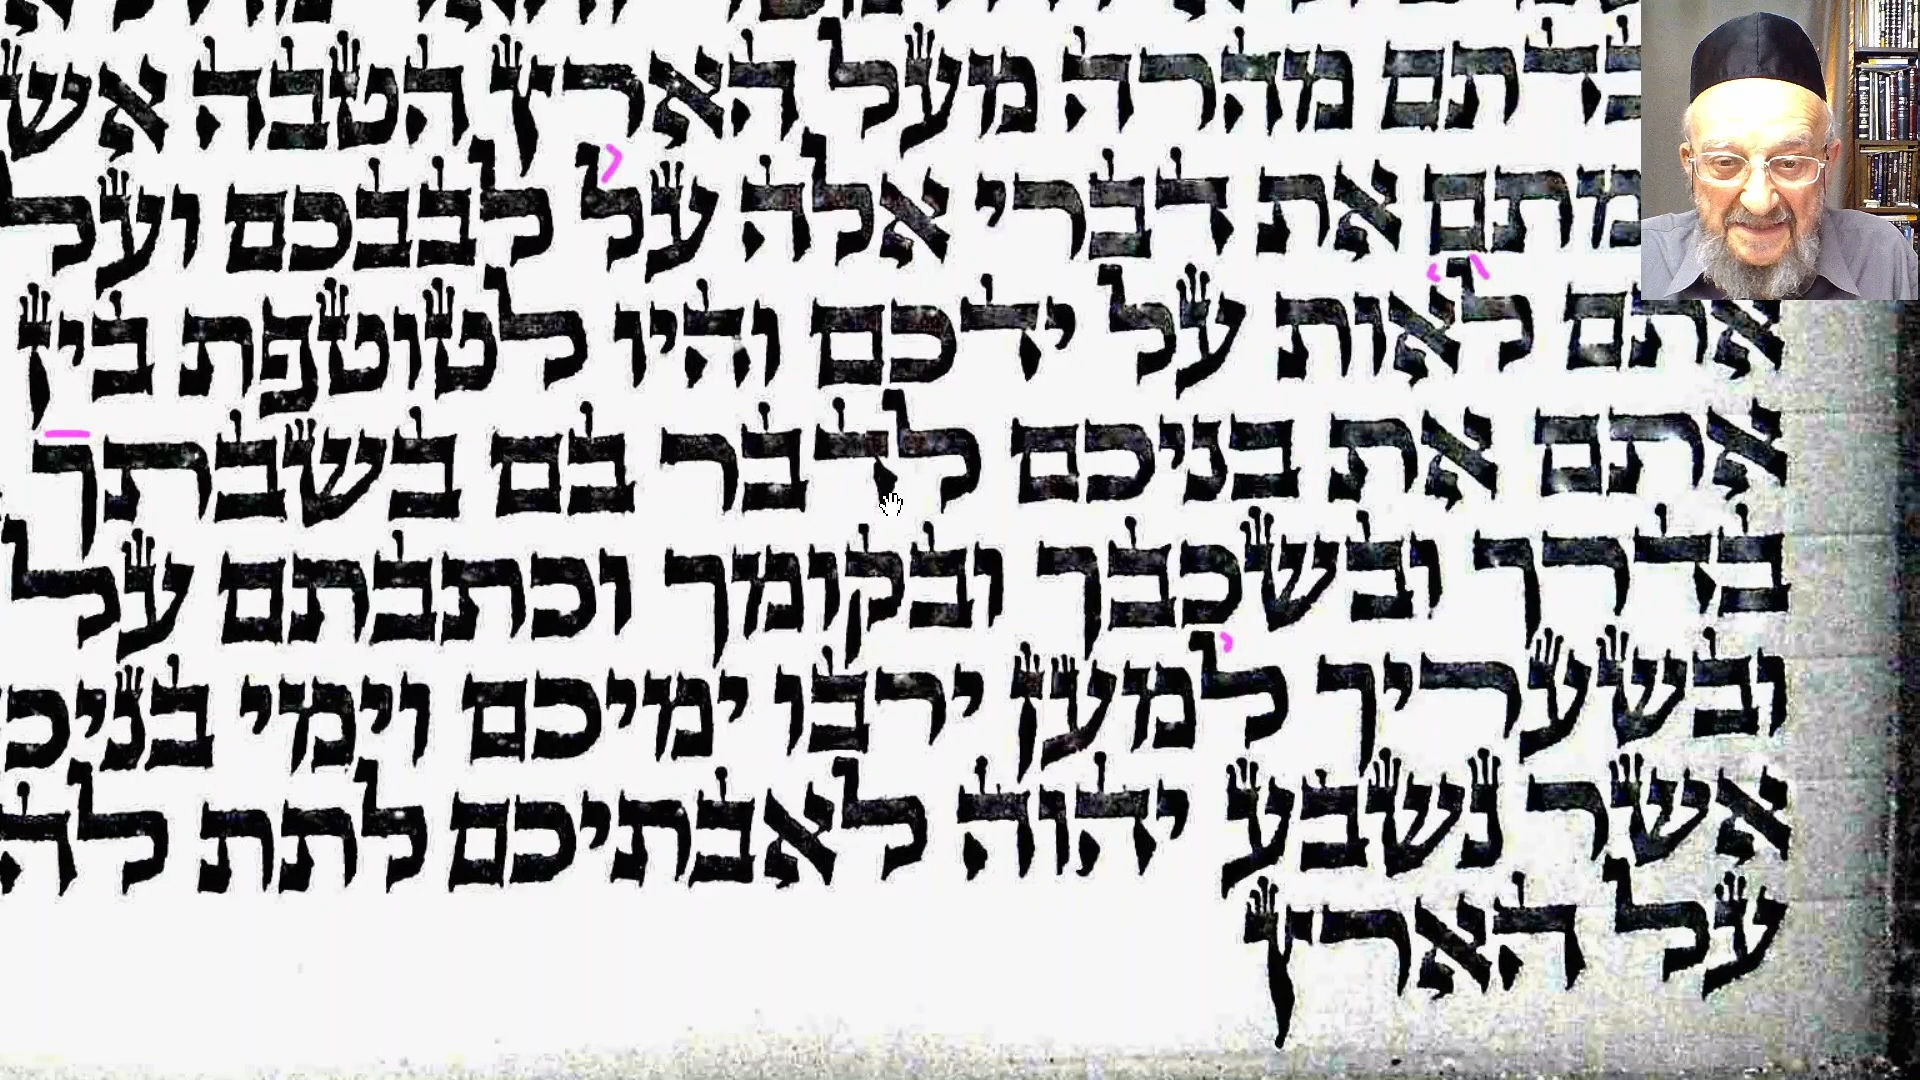 בדתם מהרה מעל הארץ הטבה אש
מתם את דברי אלה על לבבכם ועל
אתם לאות על ידכם והיו לטוטפת בין
אתם את בניכם לדבר בם בשבתך
בדרך ובשכבך ובקומך וכתבתם על
ובשעריך למען ירבו ימיכם וימי בניכ
אשר נשבע יהוה לאבתיכם לתת לה
על הארץ